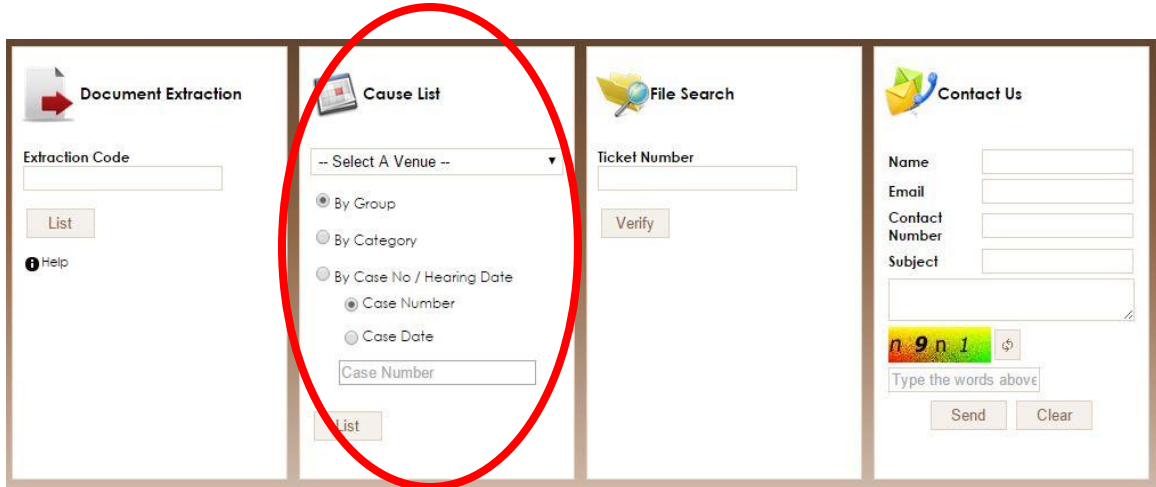 Document Extraction
Extraction Code
List
Help
Cause List
-- Select A Venue --
By Group
By Category
By Case No / Hearing Date
Case Number
Case Date
Case Number
List
File Search
Ticket Number
Verify
Contact Us
Name
Email
Contact
Number
Subject
n 9 n 1
Type the words above
Send Clear